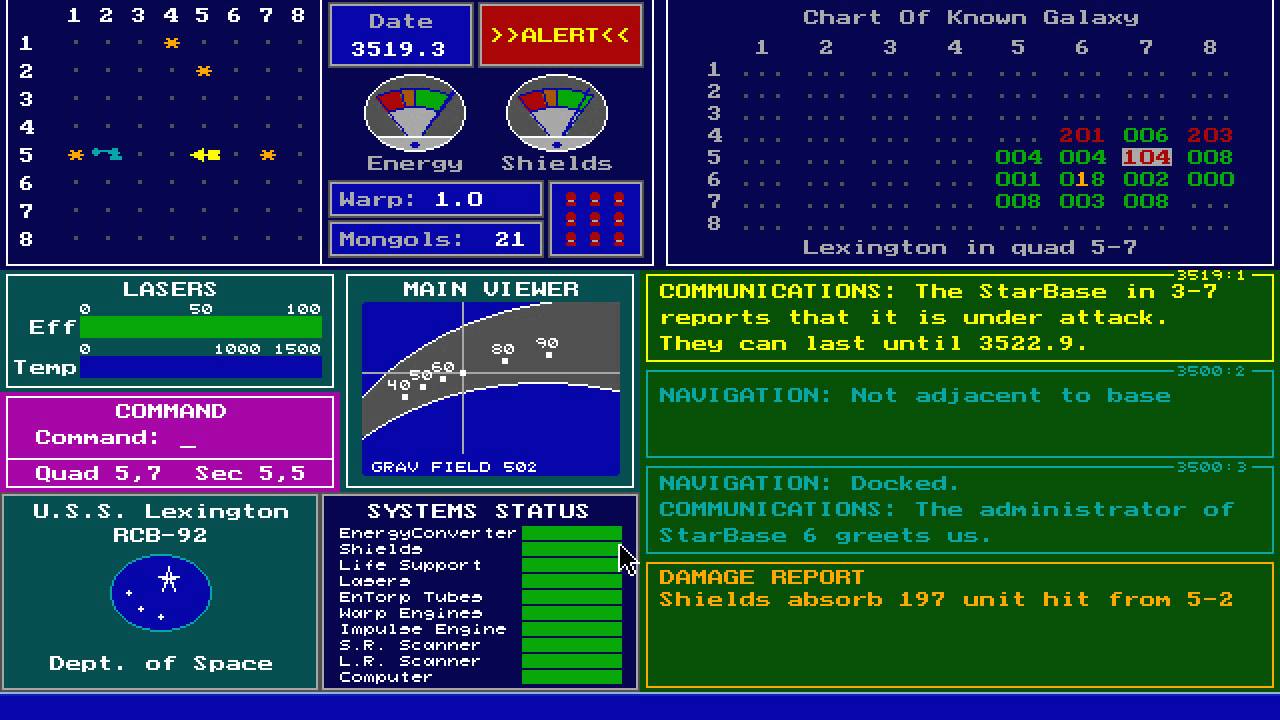 1 2 3 4 5 6 7 8
1
2
3
4
5
6
7
8
Date
3519.3
>>ALERT<<
Energy Shields
Warp: 1.0
Mongols: 21
Chart Of Known Galaxy
1 2 3 4 5 6 7 8
1 ... ... ... ... ... ... ... ...
2 ... ... ... ... ... ... ... ...
3 ... ... ... ... ... ... ... ...
4 ... ... ... ... ... 201 006 203
5 ... ... ... ... 004 004 104 008
6 ... ... ... ... 001 018 002 000
7 ... ... ... ... 008 003 008 ...
8 ... ... ... ... ... ... ... ...
Lexington in quad 5-7
LASERS
0 50 100
Eff
0 1000 1500
Temp
COMMAND
Command: _
Quad 5,7 Sec 5,5
MAIN VIEWER
40 50 60 80 90
GRAV FIELD 502
U.S.S. Lexington
RCB-92
Dept. of Space
SYSTEMS STATUS
EnergyConverter
Shields
Life Support
Lasers
EnTorp Tubes
Warp Engines
Impulse Engine
S.R. Scanner
L.R. Scanner
Computer
3519:1
COMMUNICATIONS: The StarBase in 3-7
reports that it is under attack.
They can last until 3522.9.
3500:2
NAVIGATION: Not adjacent to base
3500:3
NAVIGATION: Docked.
COMMUNICATIONS: The administrator of
StarBase 6 greets us.
DAMAGE REPORT
Shields absorb 197 unit hit from 5-2